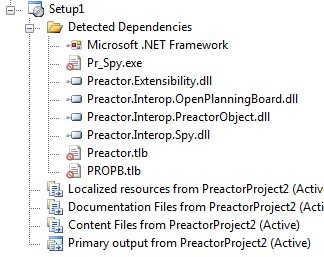 Setup1
Detected Dependencies
Microsoft .NET Framework
Pr_Spy.exe
Preactor.Extensibility.dll
Preactor.Interop.OpenPlanningBoard.dll
Preactor.Interop.PreactorObject.dll
Preactor.Interop.Spy.dll
Preactor.tlb
PROPB.tlb
Localized resources from PreactorProject2 (Active
Documentation Files from PreactorProject2 (Activ
Content Files from PreactorProject2 (Active)
Primary output from PreactorProject2 (Active)